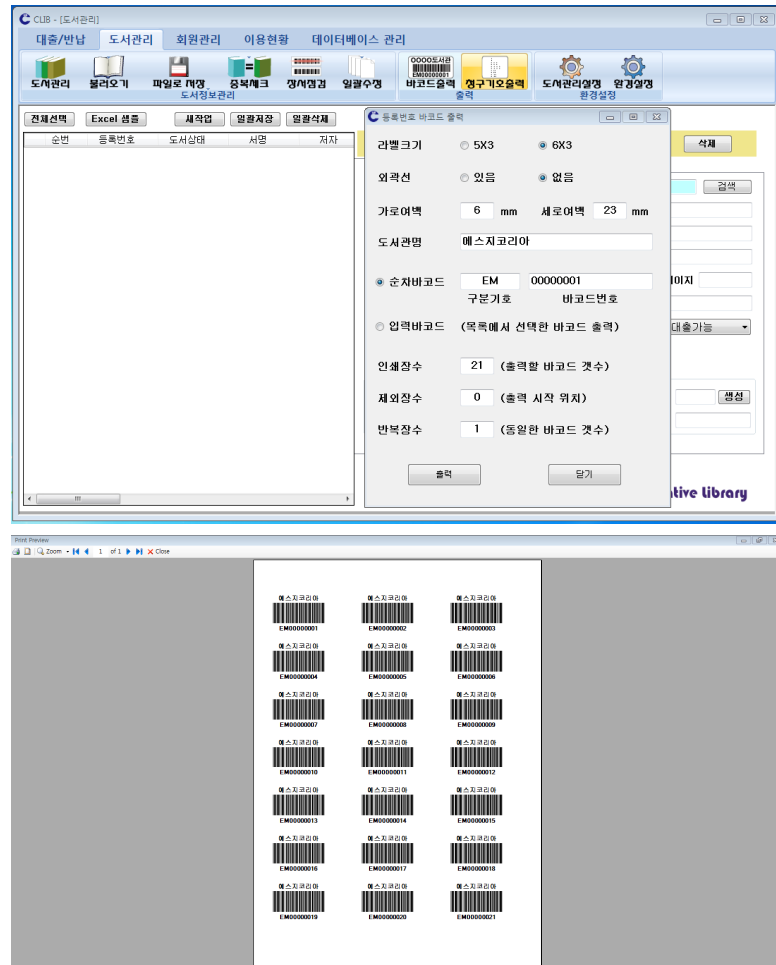 CLIB - [도서관리]
대출/반납 도서관리 회원관리 이용현황 데이터베이스 관리
0000도서관
EM00000001
도서관리 불러오기 파일로 저장 중복체크 장서점검 일괄수정 바코드출력 청구기호출력 도서관리설정 환경설정
도서정보관리 출력 환경설정
전체선택 Excel 샘플 새작업 일괄저장 일괄삭제
순번 등록번호 도서상태 서명 저자
등록번호 바코드 출력
라벨크기 5X3 6X3
외곽선 있음 없음
가로여백 6 mm 세로여백 23 mm
도서관명 에스지코리아
순차바코드 EM 00000001
구분기호 바코드번호
입력바코드 (목록에서 선택한 바코드 출력)
인쇄장수 21 (출력할 바코드 갯수)
제외장수 0 (출력 시작 위치)
반복장수 1 (동일한 바코드 갯수)
출력 닫기
삭제
검색
대출가능
생성
Print Preview
Zoom 1 of 1 Close
에스지코리아 에스지코리아 에스지코리아
EM00000001 EM00000002 EM00000003
에스지코리아 에스지코리아 에스지코리아
EM00000004 EM00000005 EM00000006
에스지코리아 에스지코리아 에스지코리아
EM00000007 EM00000008 EM00000009
에스지코리아 에스지코리아 에스지코리아
EM00000010 EM00000011 EM00000012
에스지코리아 에스지코리아 에스지코리아
EM00000013 EM00000014 EM00000015
에스지코리아 에스지코리아 에스지코리아
EM00000016 EM00000017 EM00000018
에스지코리아 에스지코리아 에스지코리아
EM00000019 EM00000020 EM00000021